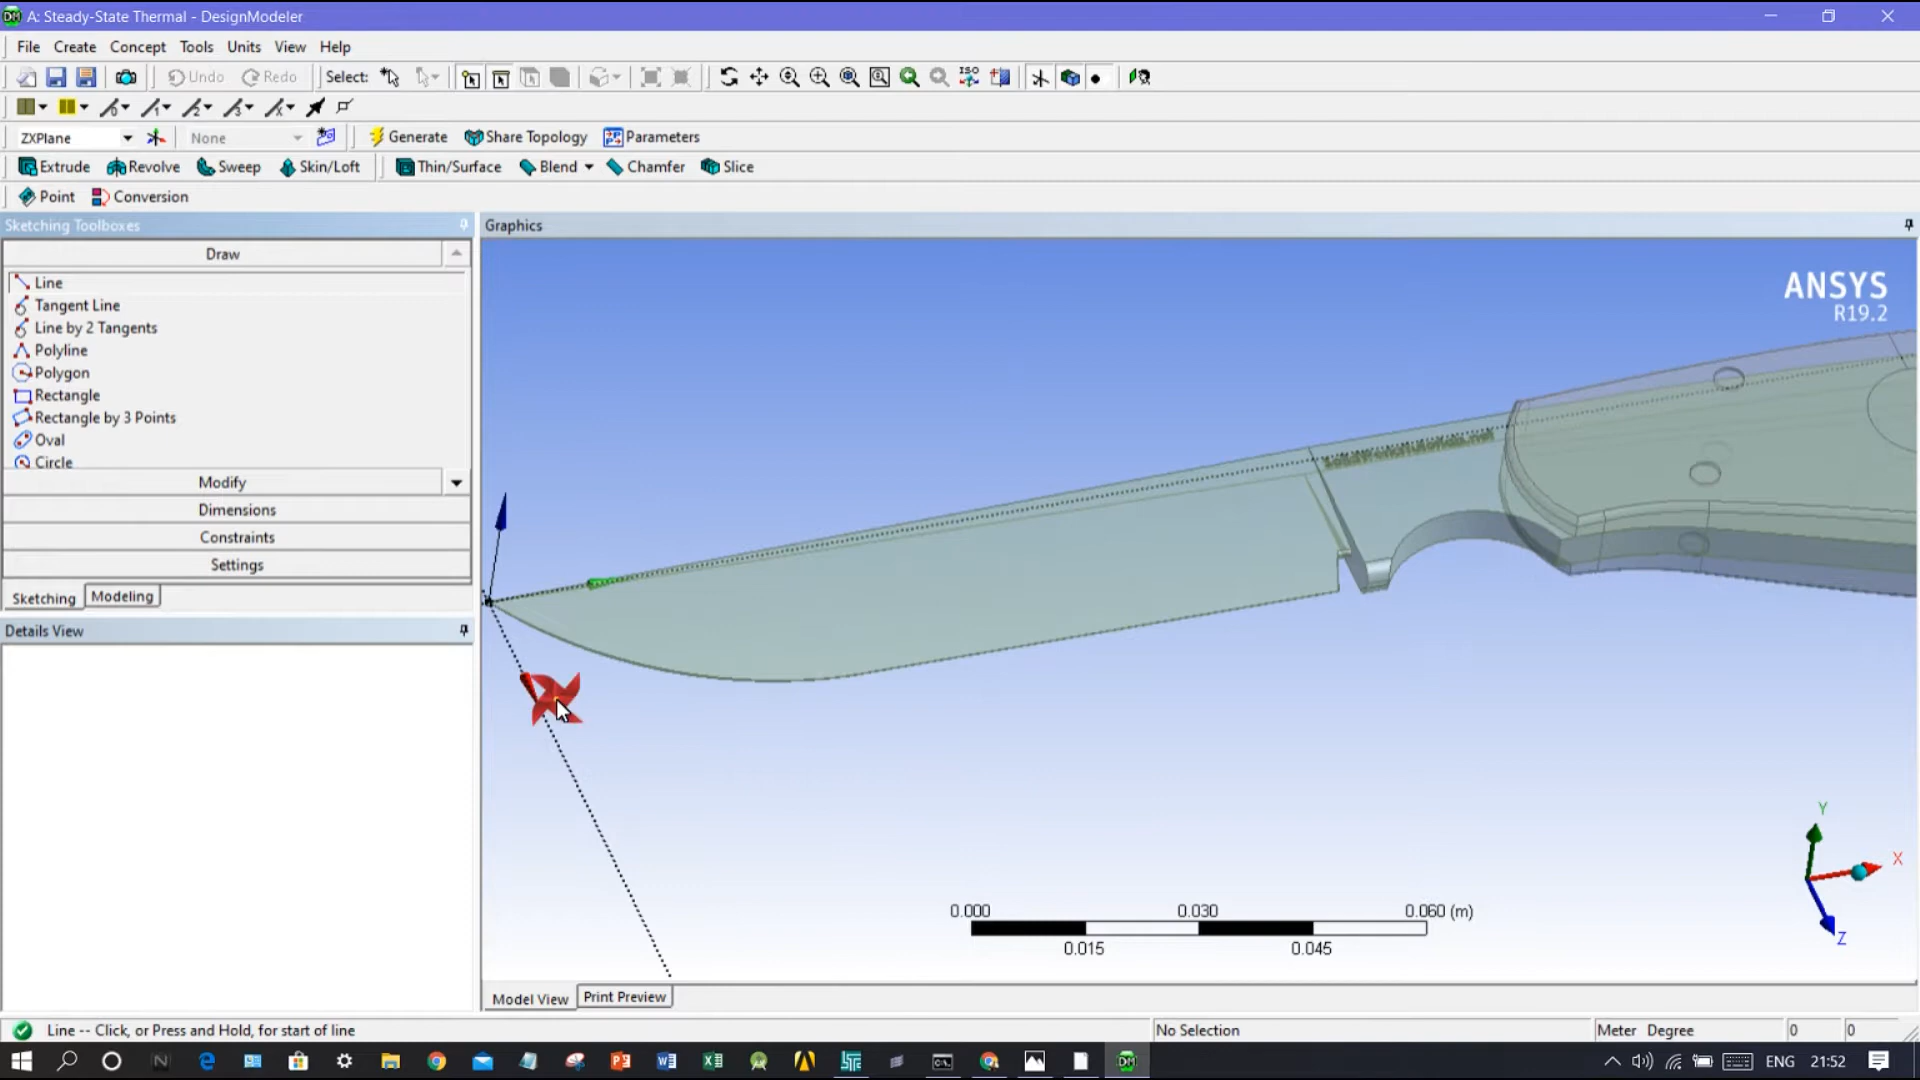 A: Steady-State Thermal - DesignModeler
File Create Concept Tools Units View Help
Undo Redo Select: ISO
ZXPlane None Generate Share Topology Parameters
Extrude Revolve Sweep Skin/Loft Thin/Surface Blend Chamfer Slice
Point Conversion
Sketching Toolboxes
Draw
Line
Tangent Line
Line by 2 Tangents
Polyline
Polygon
Rectangle
Rectangle by 3 Points
Oval
Circle
Modify
Dimensions
Constraints
Settings
Sketching Modeling
Details View
Graphics
ANSYS
R19.2
Y
X
Z
0.000 0.030 0.060 (m)
0.015 0.045
Model View Print Preview
Line -- Click, or Press and Hold, for start of line No Selection Meter Degree 0 0
ENG 21:52